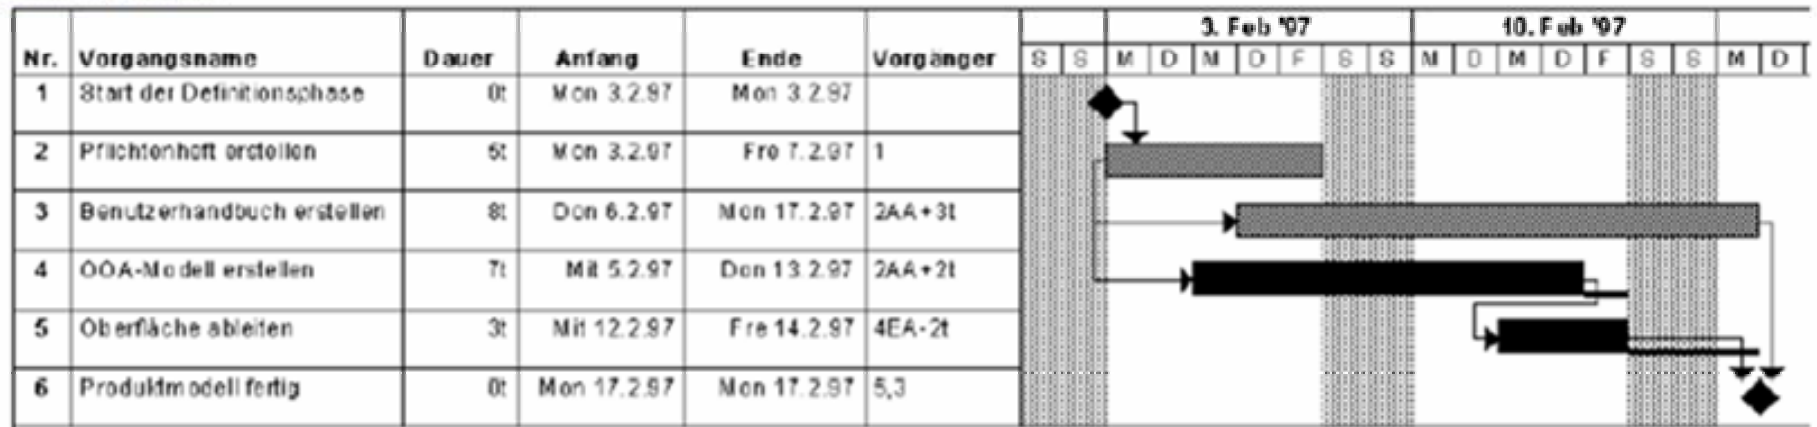 3. Feb '97 10. Feb '97
Nr. Vorgangsname Dauer Anfang Ende Vorgänger S S M D M D F S S M D M D F S S M D
1 Start der Definitionsphase 0t Mon 3.2.97 Mon 3.2.97
2 Pflichtenheft erstellen 5t Mon 3.2.97 Fre 7.2.97 1
3 Benutzerhandbuch erstellen 8t Don 6.2.97 Mon 17.2.97 2AA+3t
4 OOA-Modell erstellen 7t Mit 5.2.97 Don 13.2.97 2AA+2t
5 Oberfläche ableiten 3t Mit 12.2.97 Fre 14.2.97 4EA-2t
6 Produktmodell fertig 0t Mon 17.2.97 Mon 17.2.97 5,3